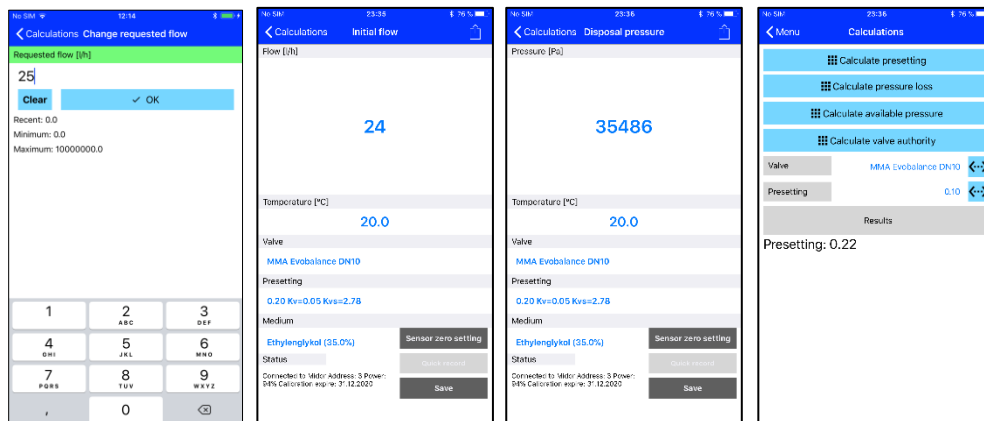 No SIM 12:14
Calculations Change requested flow
Requested flow [l/h]
25
Clear ✓ OK
Recent: 0.0
Minimum: 0.0
Maximum: 10000000.0
1 2 3
ABC DEF
4 5 6
GHI JKL MNO
7 8 9
PQRS TUV WXYZ
, 0
No SIM 23:35 76 %
Calculations Initial flow
Flow [l/h]
24
Temperature [°C]
20.0
Valve
MMA Evobalance DN10
Presetting
0.20 Kv=0.05 Kvs=2.78
Medium
Ethylenglykol (35.0%)
Sensor zero setting
Status
Quick record
Connected to Midor Address: 3 Power:
94% Calibration expire: 31.12.2020
Save
No SIM 23:36 76 %
Calculations Disposal pressure
Pressure [Pa]
35486
Temperature [°C]
20.0
Valve
MMA Evobalance DN10
Presetting
0.20 Kv=0.05 Kvs=2.78
Medium
Ethylenglykol (35.0%)
Sensor zero setting
Status
Quick record
Connected to Midor Address: 3 Power:
94% Calibration expire: 31.12.2020
Save
No SIM 23:36 76 %
Menu Calculations
Calculate presetting
Calculate pressure loss
Calculate available pressure
Calculate valve authority
Valve MMA Evobalance DN10
Presetting 0.10
Results
Presetting: 0.22